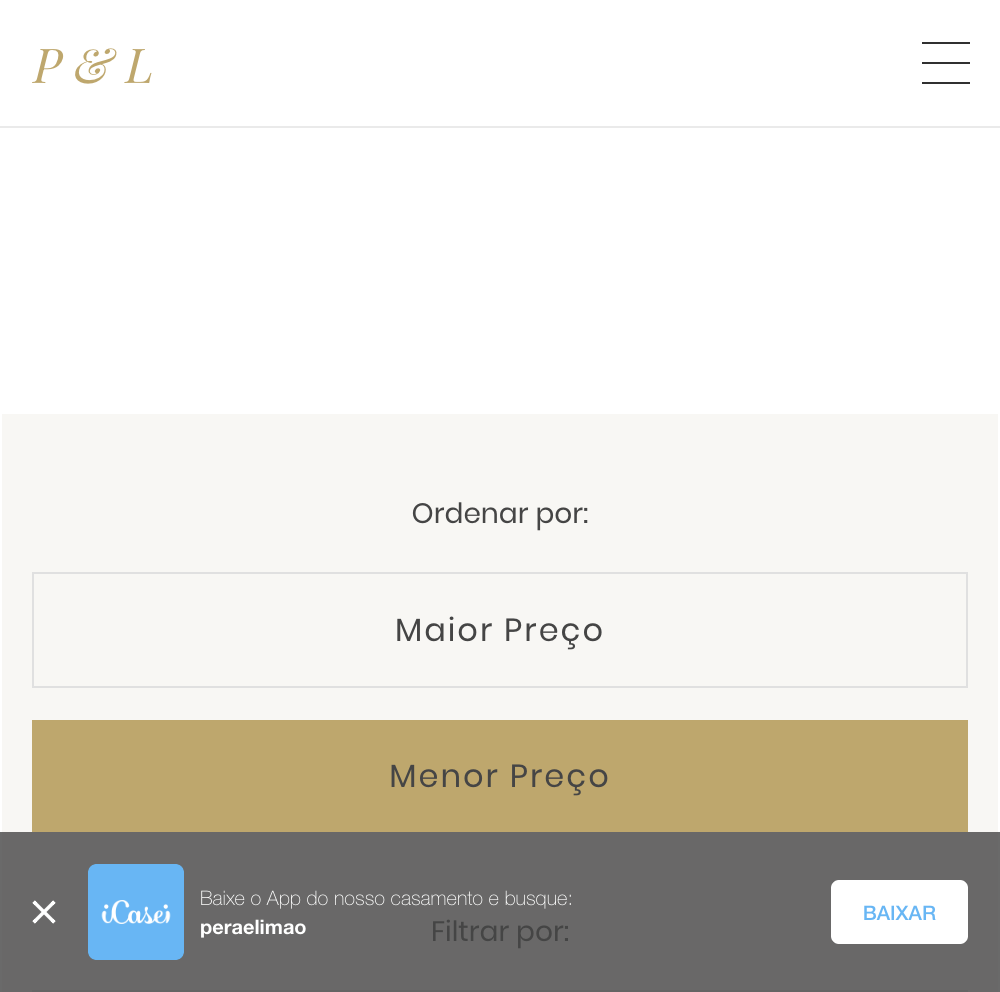 P & L
Ordenar por:
Maior Preço
Menor Preço
iCasei
Baixe o App do nosso casamento e busque:
peraelimao
Filtrar por:
BAIXAR